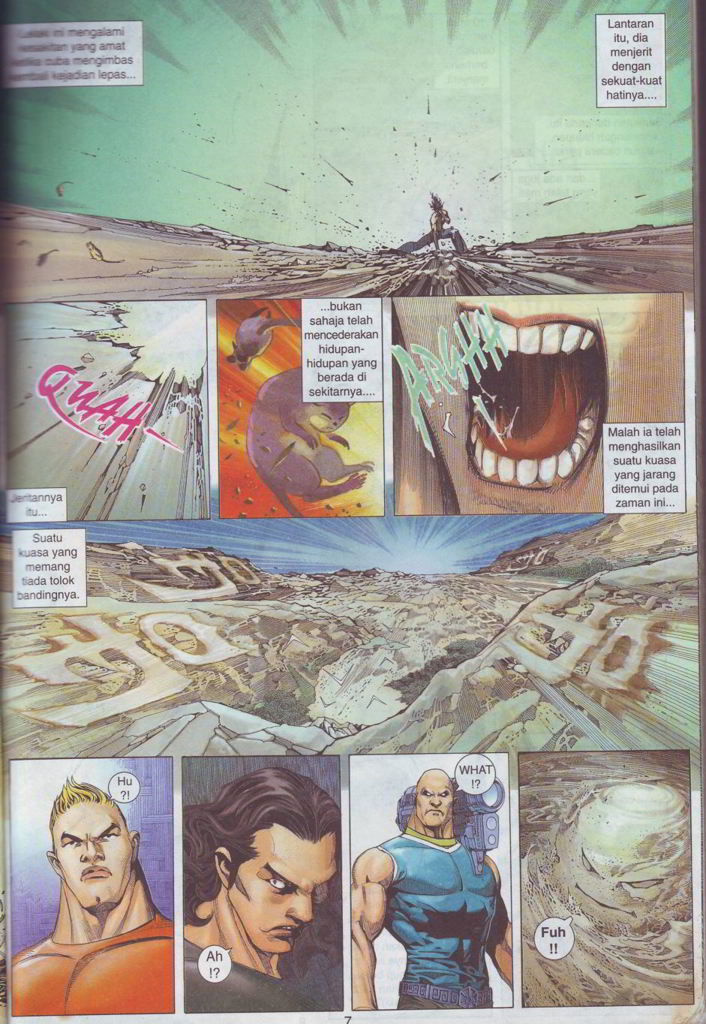 Lelaki ini mengalami
kesakitan yang amat
ketika cuba mengimbas
kembali kejadian lepas...
Lantaran
itu, dia
menjerit
dengan
sekuat-kuat
hatinya....
QUAH
Jeritannya
itu...
...bukan
sahaja telah
mencederakan
hidupan-
hidupan yang
berada di
sekitarnya....
ARGHH
Malah ia telah
menghasilkan
suatu kuasa
yang jarang
ditemui pada
zaman ini...
Suatu
kuasa yang
memang
tiada tolok
bandingnya.
Hu
?!
Ah
!?
WHAT
!?
Fuh
!!
7